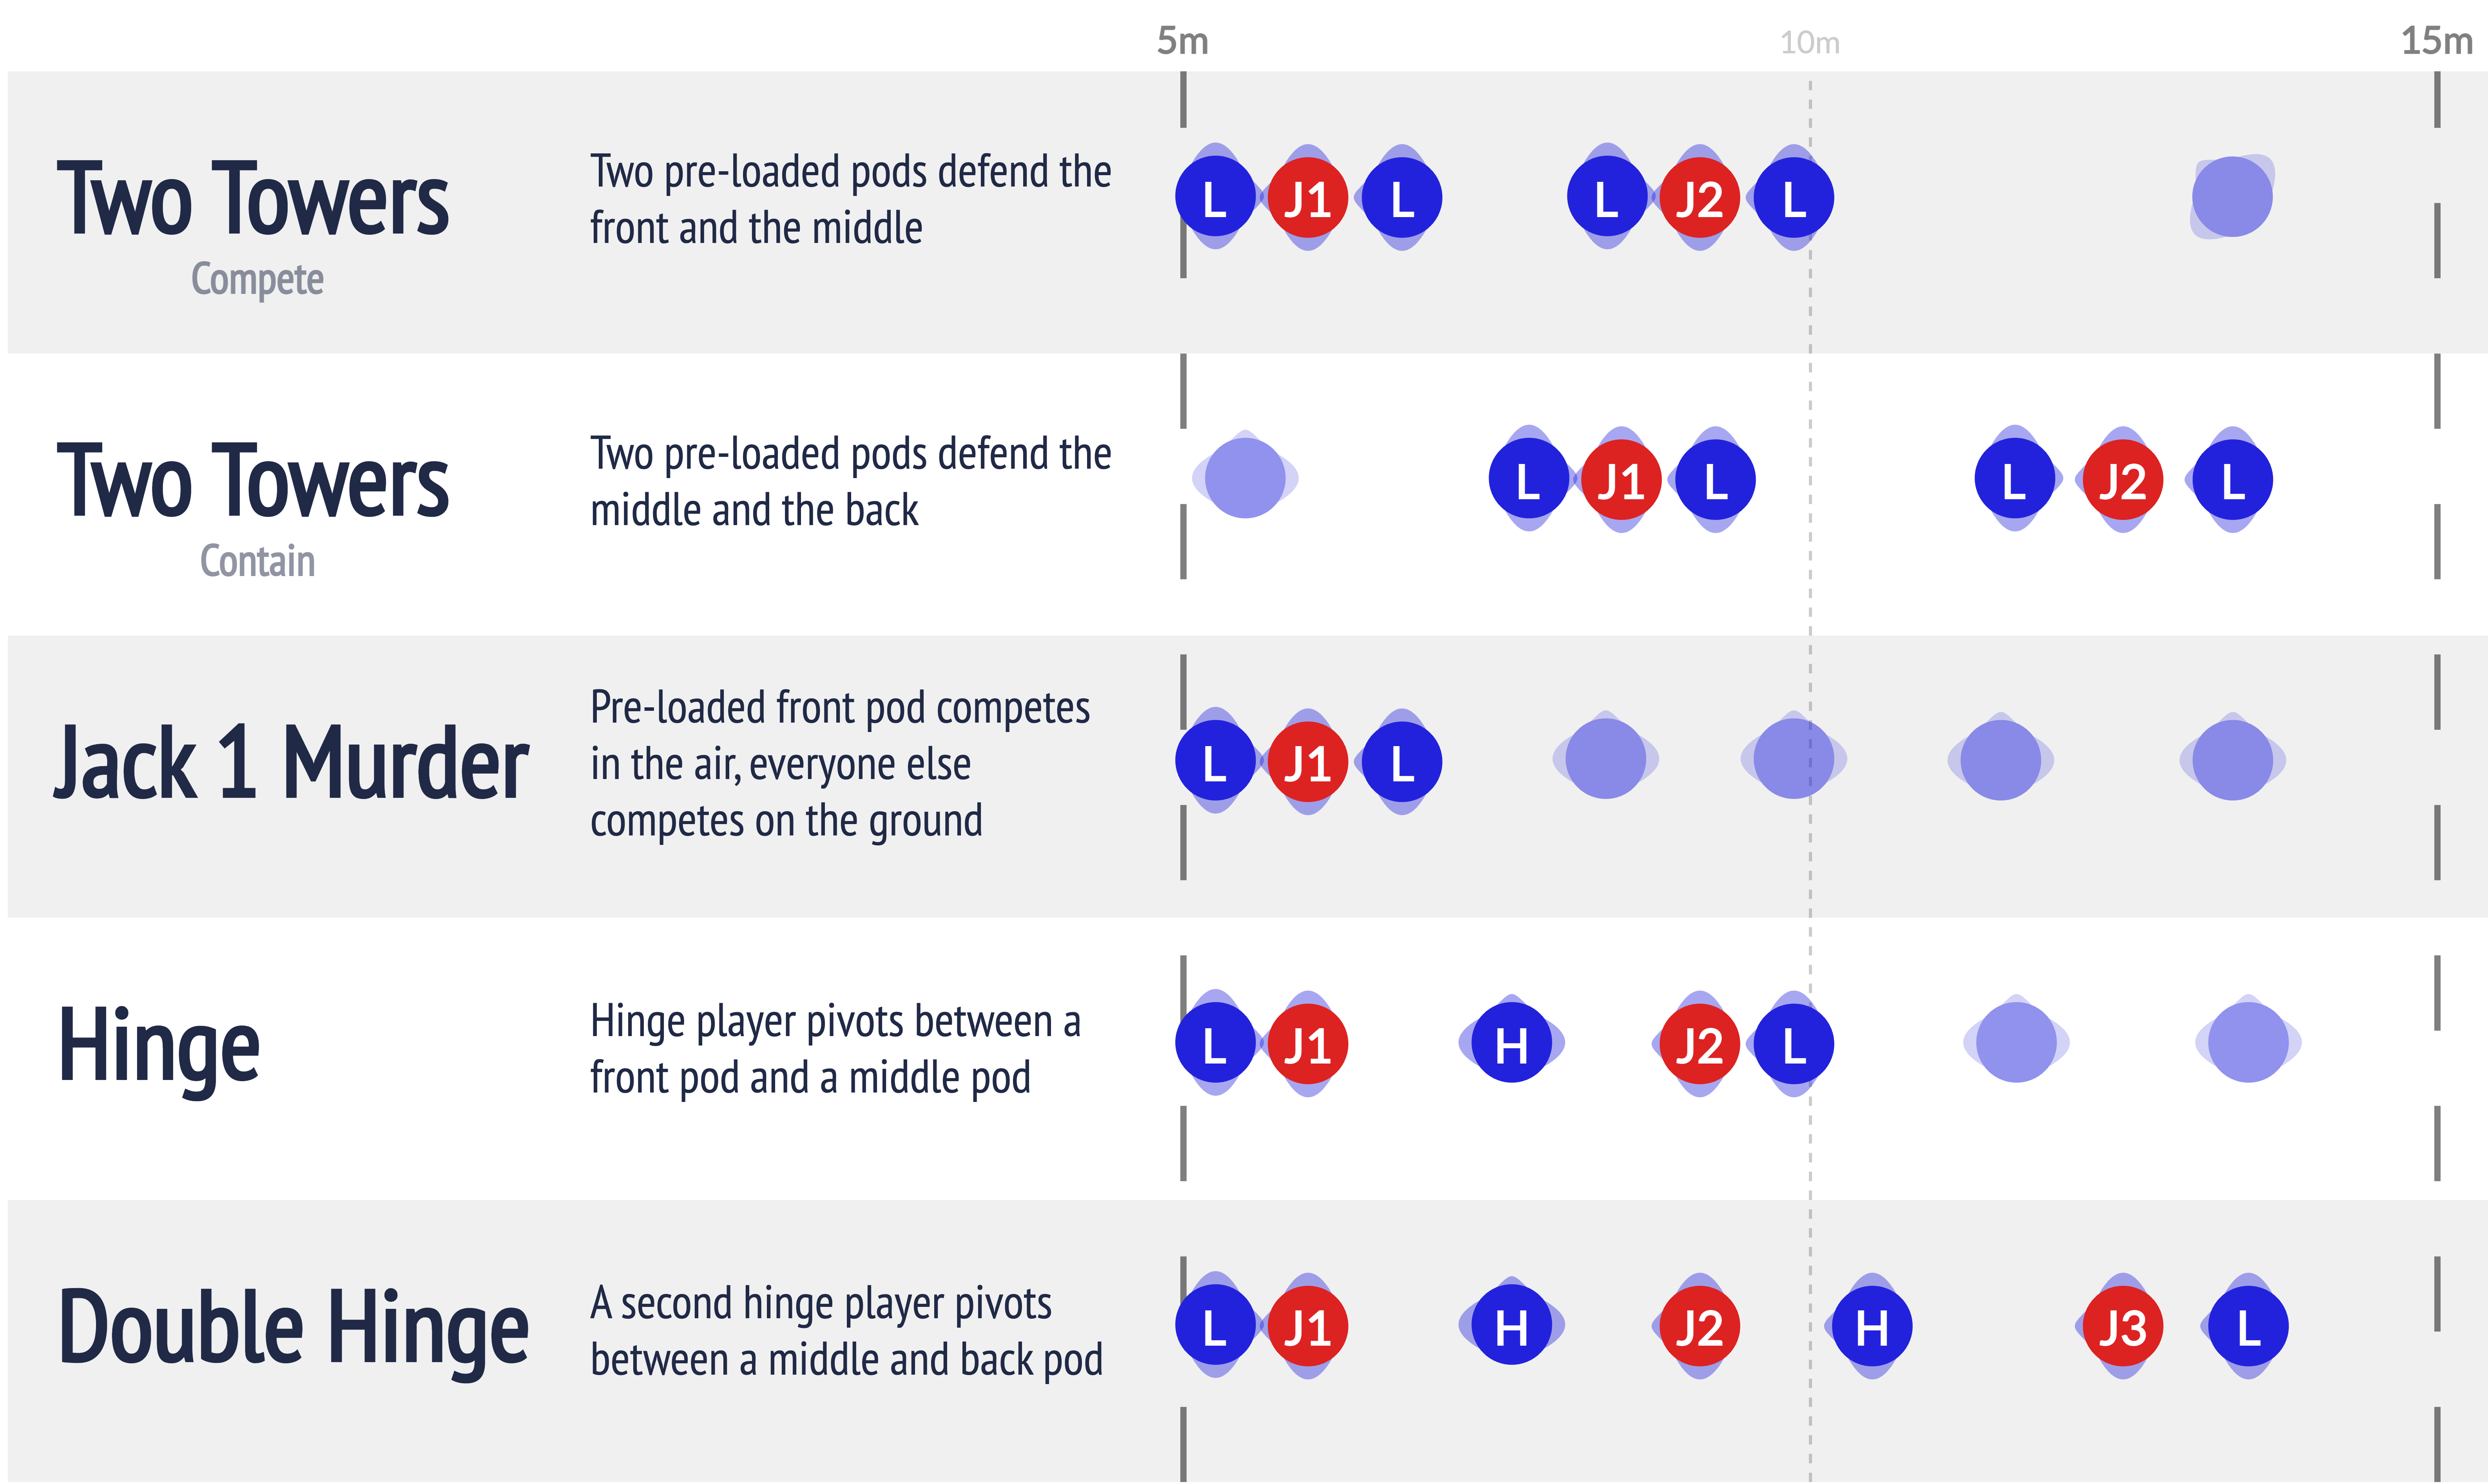 5m 10m 15m
Two Towers
Compete
Two pre-loaded pods defend the
front and the middle
L J1 L L J2 L
Two Towers
Contain
Two pre-loaded pods defend the
middle and the back
L J1 L L J2 L
Jack 1 Murder
Pre-loaded front pod competes
in the air, everyone else
competes on the ground
L J1 L
Hinge
Hinge player pivots between a
front pod and a middle pod
L J1 H J2 L
Double Hinge
A second hinge player pivots
between a middle and back pod
L J1 H J2 H J3 L